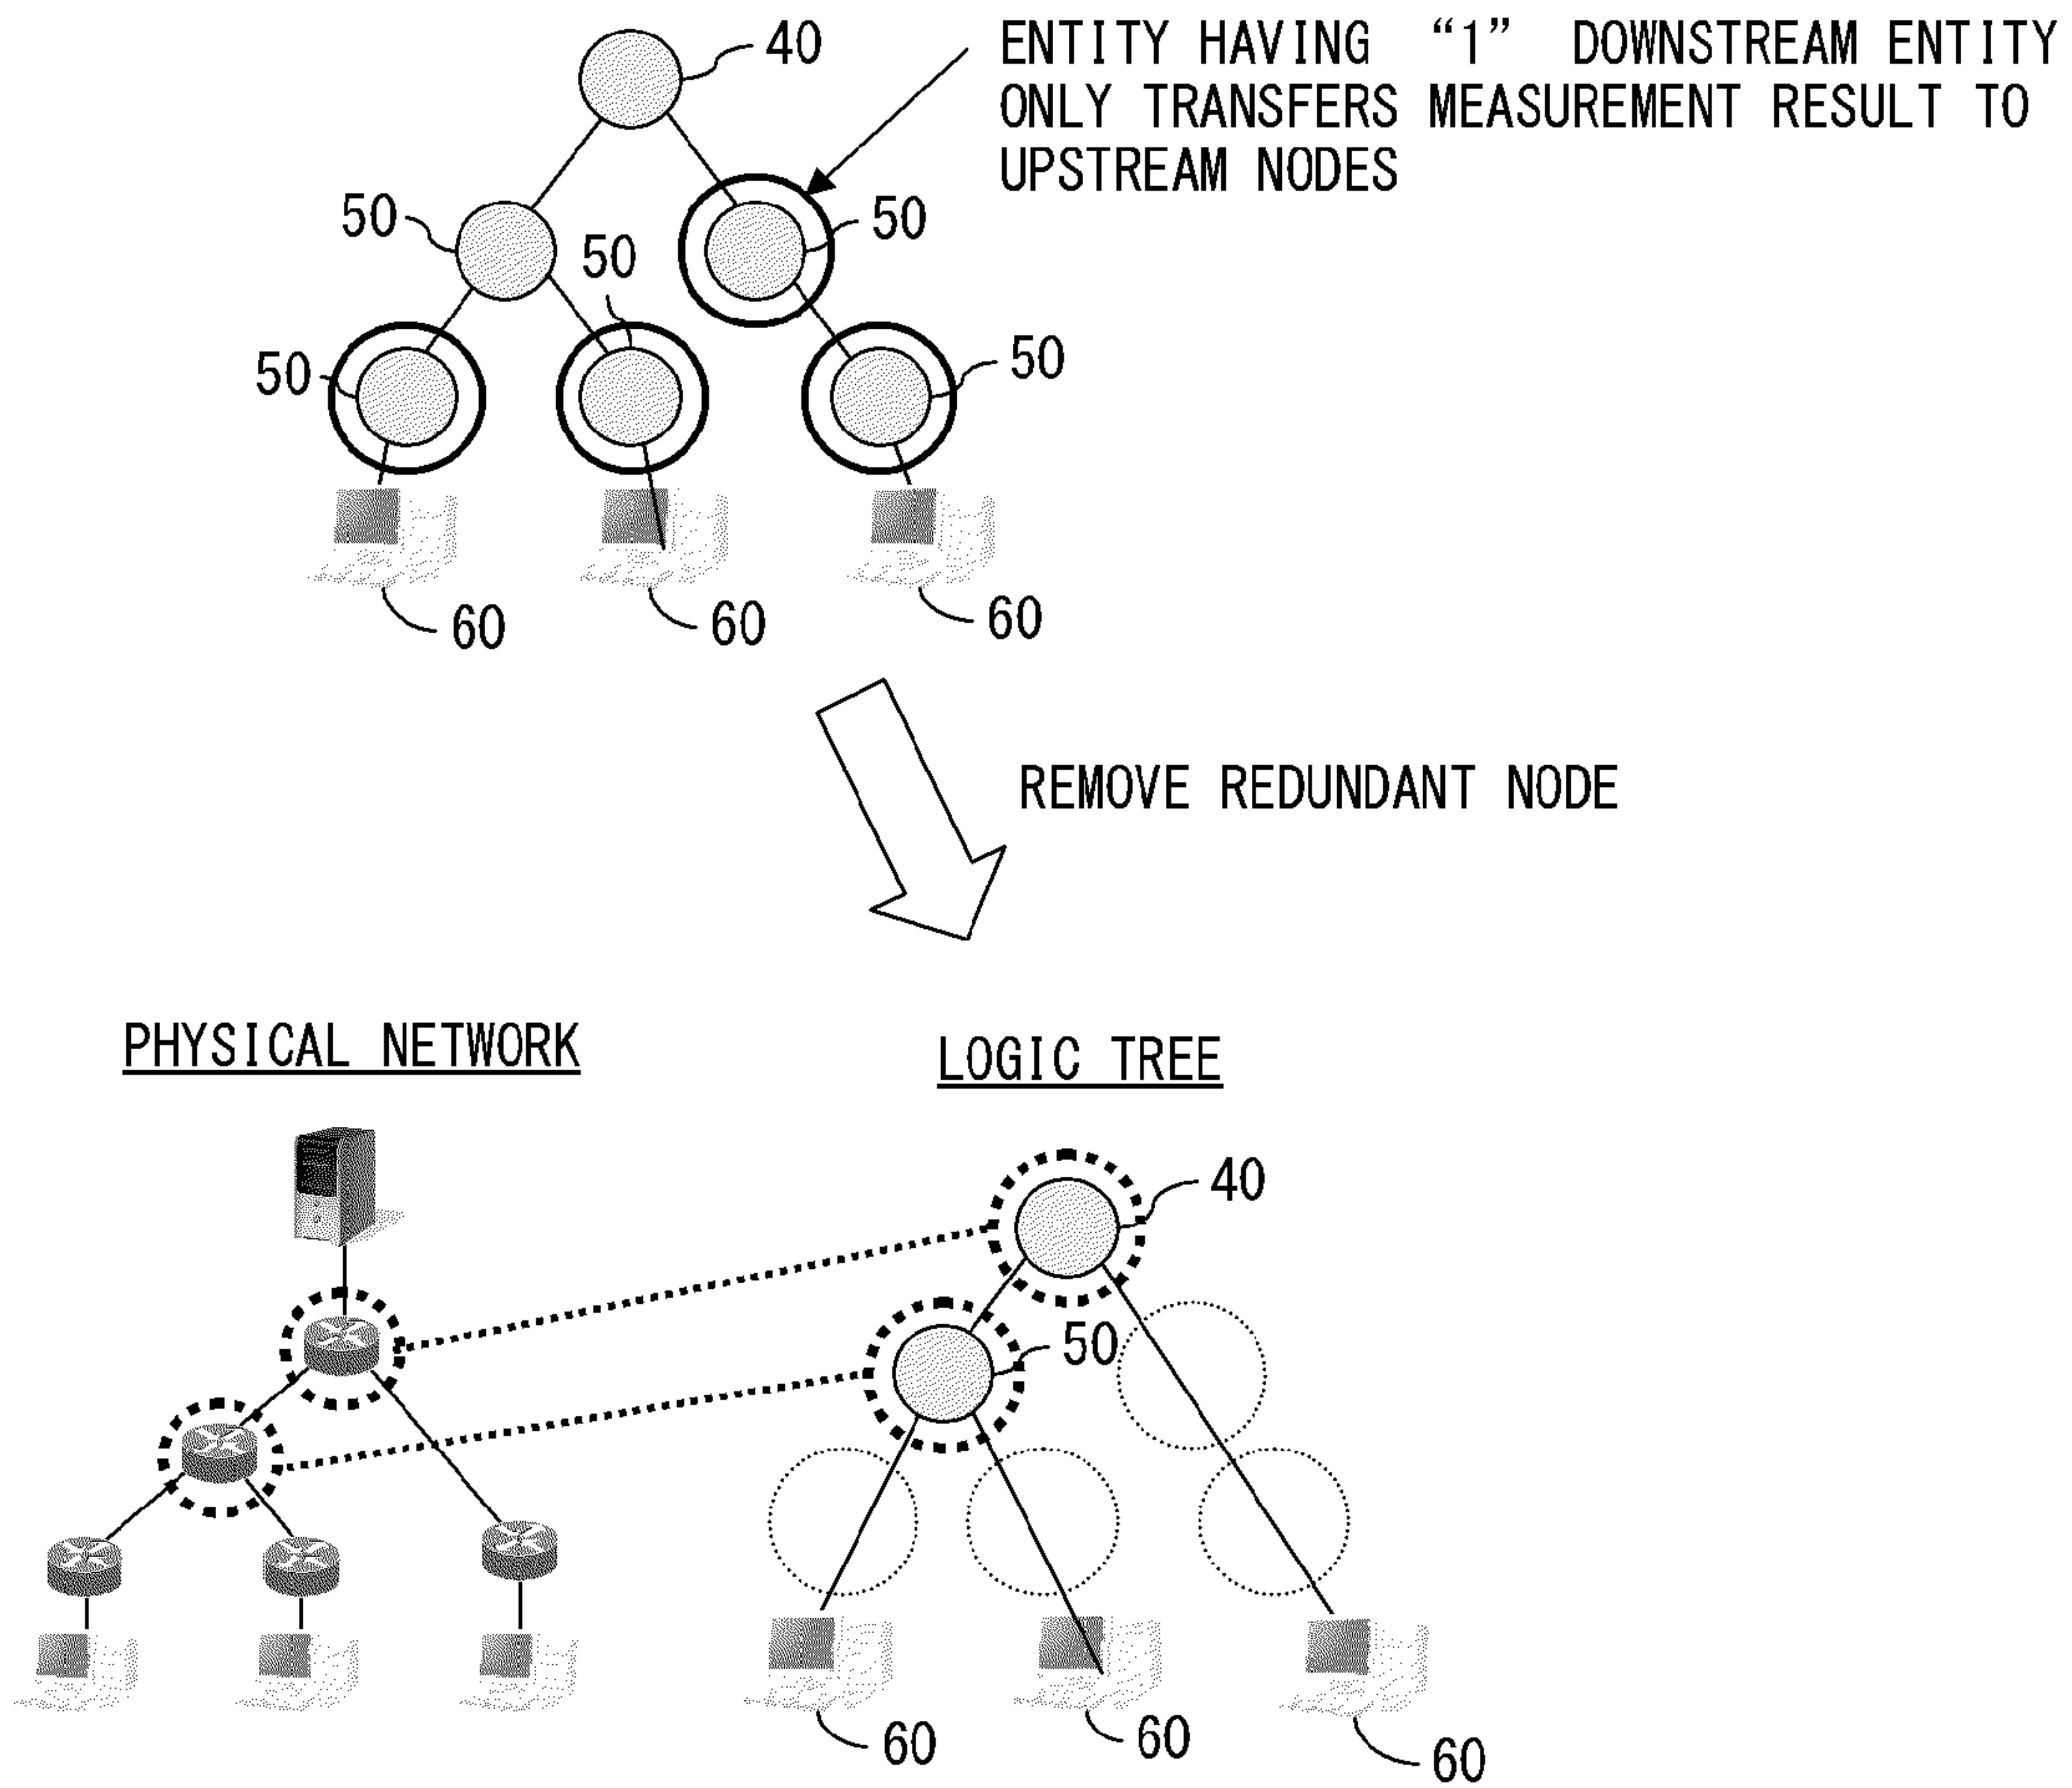 40
ENTITY HAVING “1” DOWNSTREAM ENTITY
ONLY TRANSFERS MEASUREMENT RESULT TO
UPSTREAM NODES
50
50
50
50
50
60
60
60
REMOVE REDUNDANT NODE
PHYSICAL NETWORK
LOGIC TREE
40
50
60
60
60